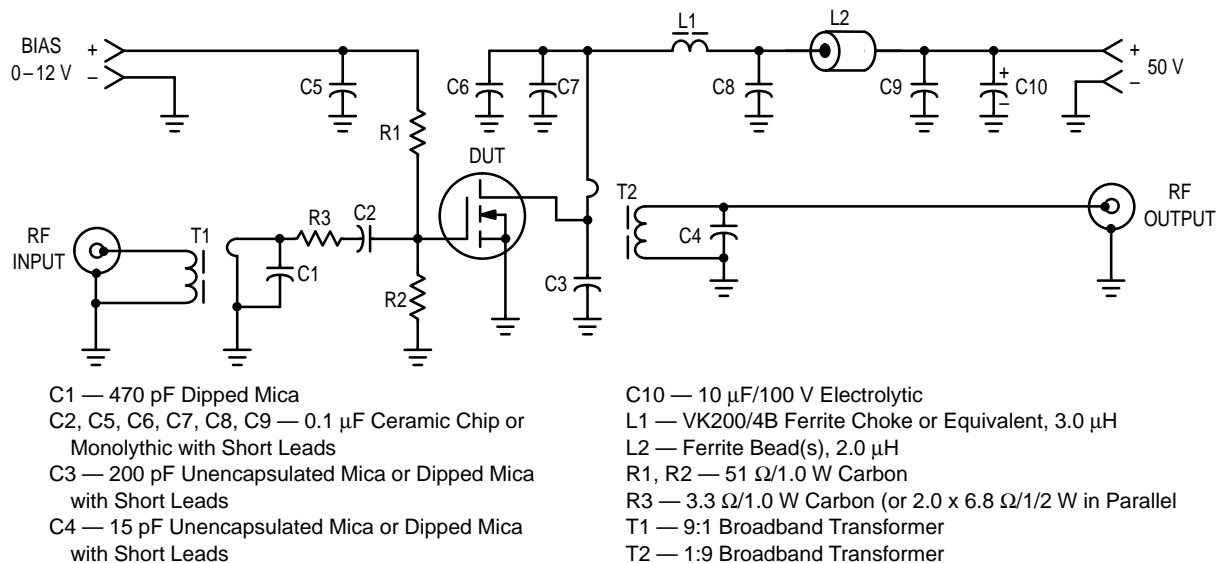 BIAS
0–12 V
+
–
C5
R1
C6
C7
L1
C8
L2
C9
+
–
C10
+
–
50 V
DUT
RF
INPUT
T1
C1
R3
C2
R2
C3
T2
C4
RF
OUTPUT
C1 — 470 pF Dipped Mica
C2, C5, C6, C7, C8, C9 — 0.1 μF Ceramic Chip or
Monolythic with Short Leads
C3 — 200 pF Unencapsulated Mica or Dipped Mica
with Short Leads
C4 — 15 pF Unencapsulated Mica or Dipped Mica
with Short Leads
C10 — 10 μF/100 V Electrolytic
L1 — VK200/4B Ferrite Choke or Equivalent, 3.0 μH
L2 — Ferrite Bead(s), 2.0 μH
R1, R2 — 51 Ω/1.0 W Carbon
R3 — 3.3 Ω/1.0 W Carbon (or 2.0 x 6.8 Ω/1/2 W in Parallel
T1 — 9:1 Broadband Transformer
T2 — 1:9 Broadband Transformer